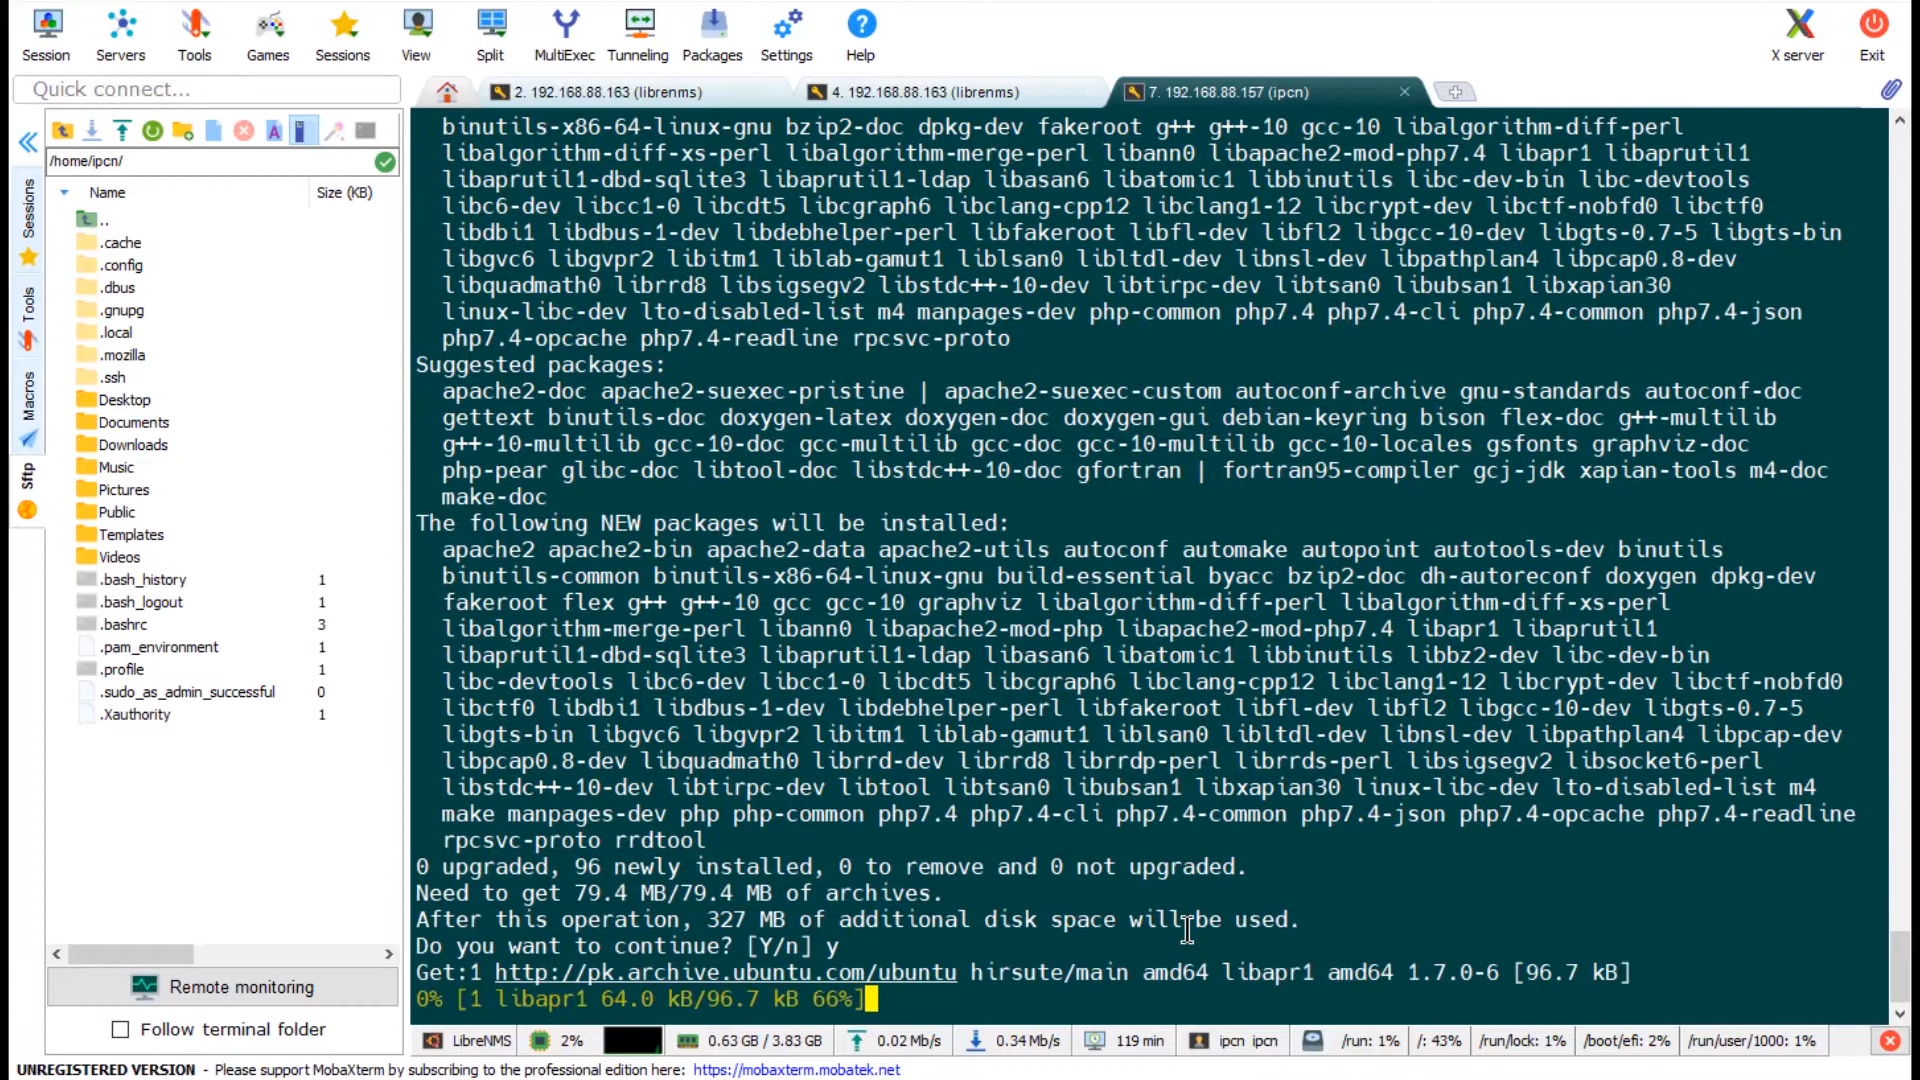 Session
Servers
Tools
Games
Sessions
View
Split
MultiExec
Tunneling
Packages
Settings
Help
X server
Exit
Quick connect...
2. 192.168.88.163 (librenms)
4. 192.168.88.163 (librenms)
7. 192.168.88.157 (ipcn)
/home/ipcn/
Name
Size (KB)
Sessions
Tools
Macros
Sftp
..
.cache
.config
.dbus
.gnupg
.local
.mozilla
.ssh
Desktop
Documents
Downloads
Music
Pictures
Public
Templates
Videos
.bash_history 1
.bash_logout 1
.bashrc 3
.pam_environment 1
.profile 1
.sudo_as_admin_successful 0
.Xauthority 1
Remote monitoring
Follow terminal folder
binutils-x86-64-linux-gnu bzip2-doc dpkg-dev fakeroot g++ g++-10 gcc-10 libalgorithm-diff-perl
libalgorithm-diff-xs-perl libalgorithm-merge-perl libann0 libapache2-mod-php7.4 libapr1 libaprutil1
libaprutil1-dbd-sqlite3 libaprutil1-ldap libasan6 libatomic1 libbinutils libc-dev-bin libc-devtools
libc6-dev libcc1-0 libcdt5 libcgraph6 libclang-cpp12 libclang1-12 libcrypt-dev libctf-nobfd0 libctf0
libdbi1 libdbus-1-dev libdebhelper-perl libfakeroot libfl-dev libfl2 libgcc-10-dev libgts-0.7-5 libgts-bin
libgvc6 libgvpr2 libitm1 liblab-gamut1 liblsan0 libltdl-dev libnsl-dev libpathplan4 libpcap0.8-dev
libquadmath0 librrd8 libsigsegv2 libstdc++-10-dev libtirpc-dev libtsan0 libubsan1 libxapian30
linux-libc-dev lto-disabled-list m4 manpages-dev php-common php7.4 php7.4-cli php7.4-common php7.4-json
php7.4-opcache php7.4-readline rpcsvc-proto
Suggested packages:
apache2-doc apache2-suexec-pristine | apache2-suexec-custom autoconf-archive gnu-standards autoconf-doc
gettext binutils-doc doxygen-latex doxygen-doc doxygen-gui debian-keyring bison flex-doc g++-multilib
g++-10-multilib gcc-10-doc gcc-multilib gcc-doc gcc-10-multilib gcc-10-locales gsfonts graphviz-doc
php-pear glibc-doc libtool-doc libstdc++-10-doc gfortran | fortran95-compiler gcj-jdk xapian-tools m4-doc
make-doc
The following NEW packages will be installed:
apache2 apache2-bin apache2-data apache2-utils autoconf automake autopoint autotools-dev binutils
binutils-common binutils-x86-64-linux-gnu build-essential byacc bzip2-doc dh-autoreconf doxygen dpkg-dev
fakeroot flex g++ g++-10 gcc gcc-10 graphviz libalgorithm-diff-perl libalgorithm-diff-xs-perl
libalgorithm-merge-perl libann0 libapache2-mod-php libapache2-mod-php7.4 libapr1 libaprutil1
libaprutil1-dbd-sqlite3 libaprutil1-ldap libasan6 libatomic1 libbinutils libbz2-dev libc-dev-bin
libc-devtools libc6-dev libcc1-0 libcdt5 libcgraph6 libclang-cpp12 libclang1-12 libcrypt-dev libctf-nobfd0
libctf0 libdbi1 libdbus-1-dev libdebhelper-perl libfakeroot libfl-dev libfl2 libgcc-10-dev libgts-0.7-5
libgts-bin libgvc6 libgvpr2 libitm1 liblab-gamut1 liblsan0 libltdl-dev libnsl-dev libpathplan4 libpcap-dev
libpcap0.8-dev libquadmath0 librrd-dev librrd8 librrdp-perl librrds-perl libsigsegv2 libsocket6-perl
libstdc++-10-dev libtirpc-dev libtool libtsan0 libubsan1 libxapian30 linux-libc-dev lto-disabled-list m4
make manpages-dev php php-common php7.4 php7.4-cli php7.4-common php7.4-json php7.4-opcache php7.4-readline
rpcsvc-proto rrdtool
0 upgraded, 96 newly installed, 0 to remove and 0 not upgraded.
Need to get 79.4 MB/79.4 MB of archives.
After this operation, 327 MB of additional disk space will be used.
Do you want to continue? [Y/n] y
Get:1 http://pk.archive.ubuntu.com/ubuntu hirsute/main amd64 libapr1 amd64 1.7.0-6 [96.7 kB]
0% [1 libapr1 64.0 kB/96.7 kB 66%]
LibreNMS 2% 0.63 GB / 3.83 GB 0.02 Mb/s 0.34 Mb/s 119 min ipcn ipcn /run: 1% /: 43% /run/lock: 1% /boot/efi: 2% /run/user/1000: 1%
UNREGISTERED VERSION - Please support MobaXterm by subscribing to the professional edition here: https://mobaxterm.mobatek.net